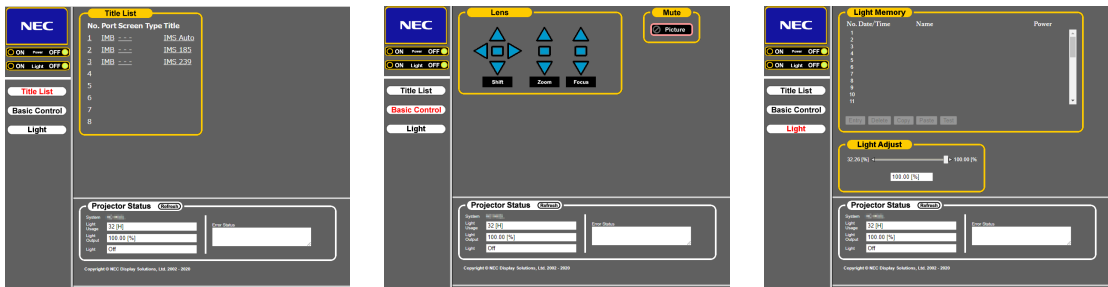 NEC
ON Power OFF
ON Light OFF
Title List
Basic Control
Light
Title List
No. Port Screen Type Title
1 IMB - - - IMS Auto
2 IMB - - - IMS 185
3 IMB - - - IMS 239
4
5
6
7
8
Projector Status Refresh
System
Light Usage 32 [H]
Light Output 100.00 [%]
Light Off
Error Status
Copyright © NEC Display Solutions, Ltd. 2002 - 2020
NEC
ON Power OFF
ON Light OFF
Title List
Basic Control
Light
Lens
Shift Zoom Focus
Mute
Picture
Projector Status Refresh
System
Light Usage 32 [H]
Light Output 100.00 [%]
Light Off
Error Status
Copyright © NEC Display Solutions, Ltd. 2002 - 2020
NEC
ON Power OFF
ON Light OFF
Title List
Basic Control
Light
Light Memory
No. Date/Time Name Power
1
2
3
4
5
6
7
8
9
10
11
Entry Delete Copy Paste Test
Light Adjust
32.26 [%] 100.00 [%
100.00 [%]
Projector Status Refresh
System
Light Usage 32 [H]
Light Output 100.00 [%]
Light Off
Error Status
Copyright © NEC Display Solutions, Ltd. 2002 - 2020